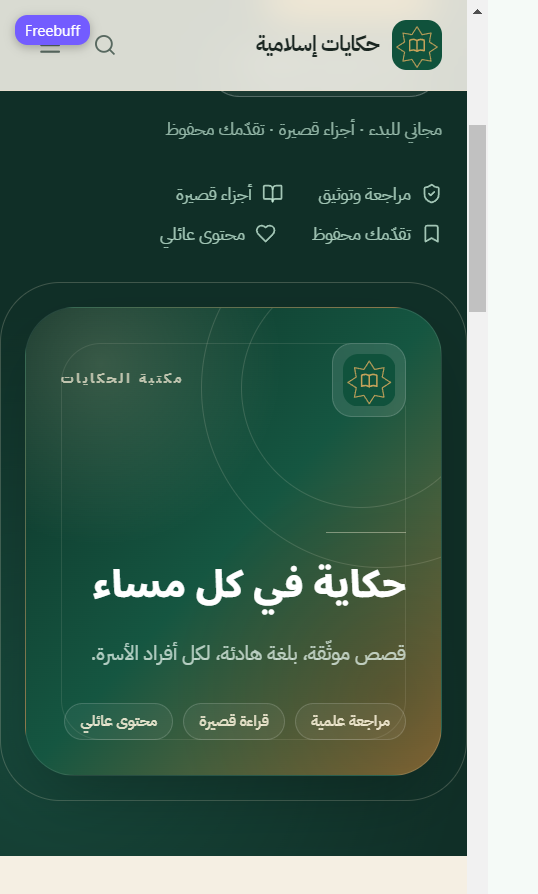 Freebuff
حكايات إسلامية
مجاني للبدء · أجزاء قصيرة · تقدّمك محفوظ
مراجعة وتوثيق
أجزاء قصيرة
تقدّمك محفوظ
محتوى عائلي
مكتبة الحكايات
حكاية في كل مساء
قصص موثّقة، بلغة هادئة، لكل أفراد الأسرة.
مراجعة علمية
قراءة قصيرة
محتوى عائلي